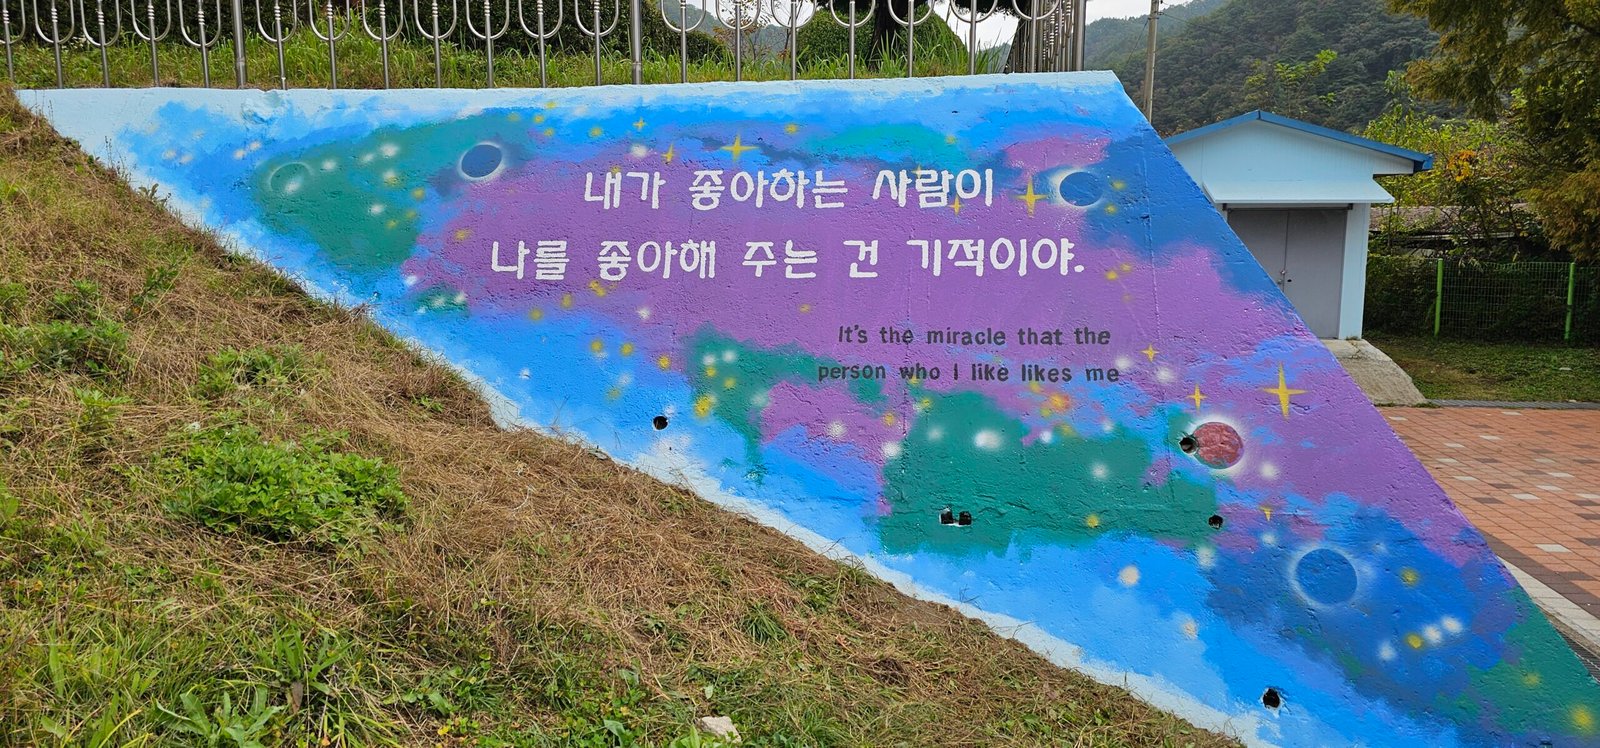 내가 좋아하는 사람이
나를 좋아해 주는 건 기적이야.
It's the miracle that the
person who I like likes me